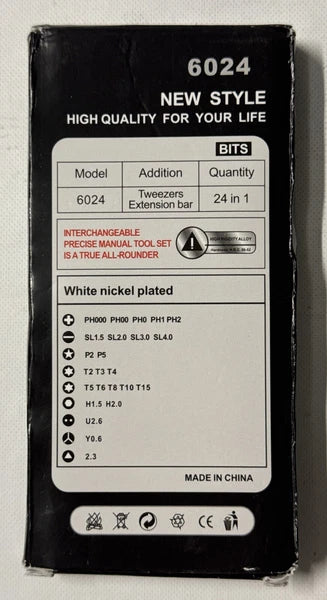 6024
NEW STYLE
HIGH QUALITY FOR YOUR LIFE
BITS
Model Addition Quantity
6024 Tweezers Extension bar 24 in 1
INTERCHANGEABLE
PRECISE MANUAL TOOL SET
IS A TRUE ALL-ROUNDER
HIGH RIGIDITY ALLOY
White nickel plated
PH000 PH00 PH0 PH1 PH2
SL1.5 SL2.0 SL3.0 SL4.0
P2 P5
T2 T3 T4
T5 T6 T8 T10 T15
H1.5 H2.0
U2.6
Y0.6
2.3
MADE IN CHINA
CE